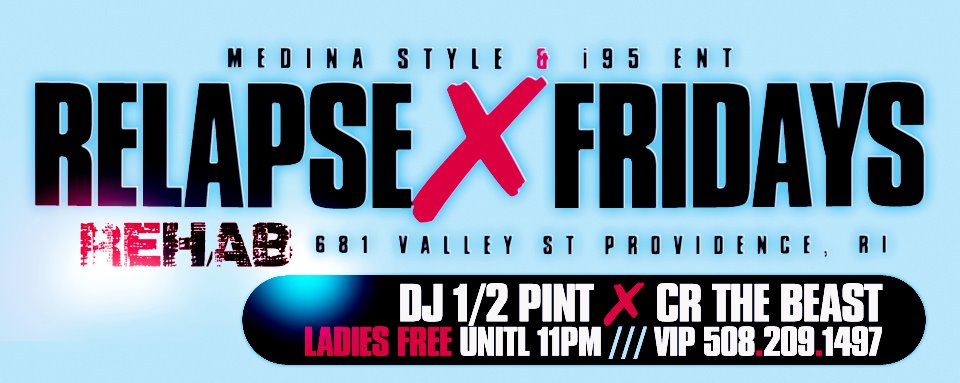 MEDINA STYLE & i95 ENT
RELAPSE X FRIDAYS
REHAB 681 VALLEY ST PROVIDENCE, RI
DJ 1/2 PINT X CR THE BEAST
LADIES FREE UNITL 11PM /// VIP 508.209.1497